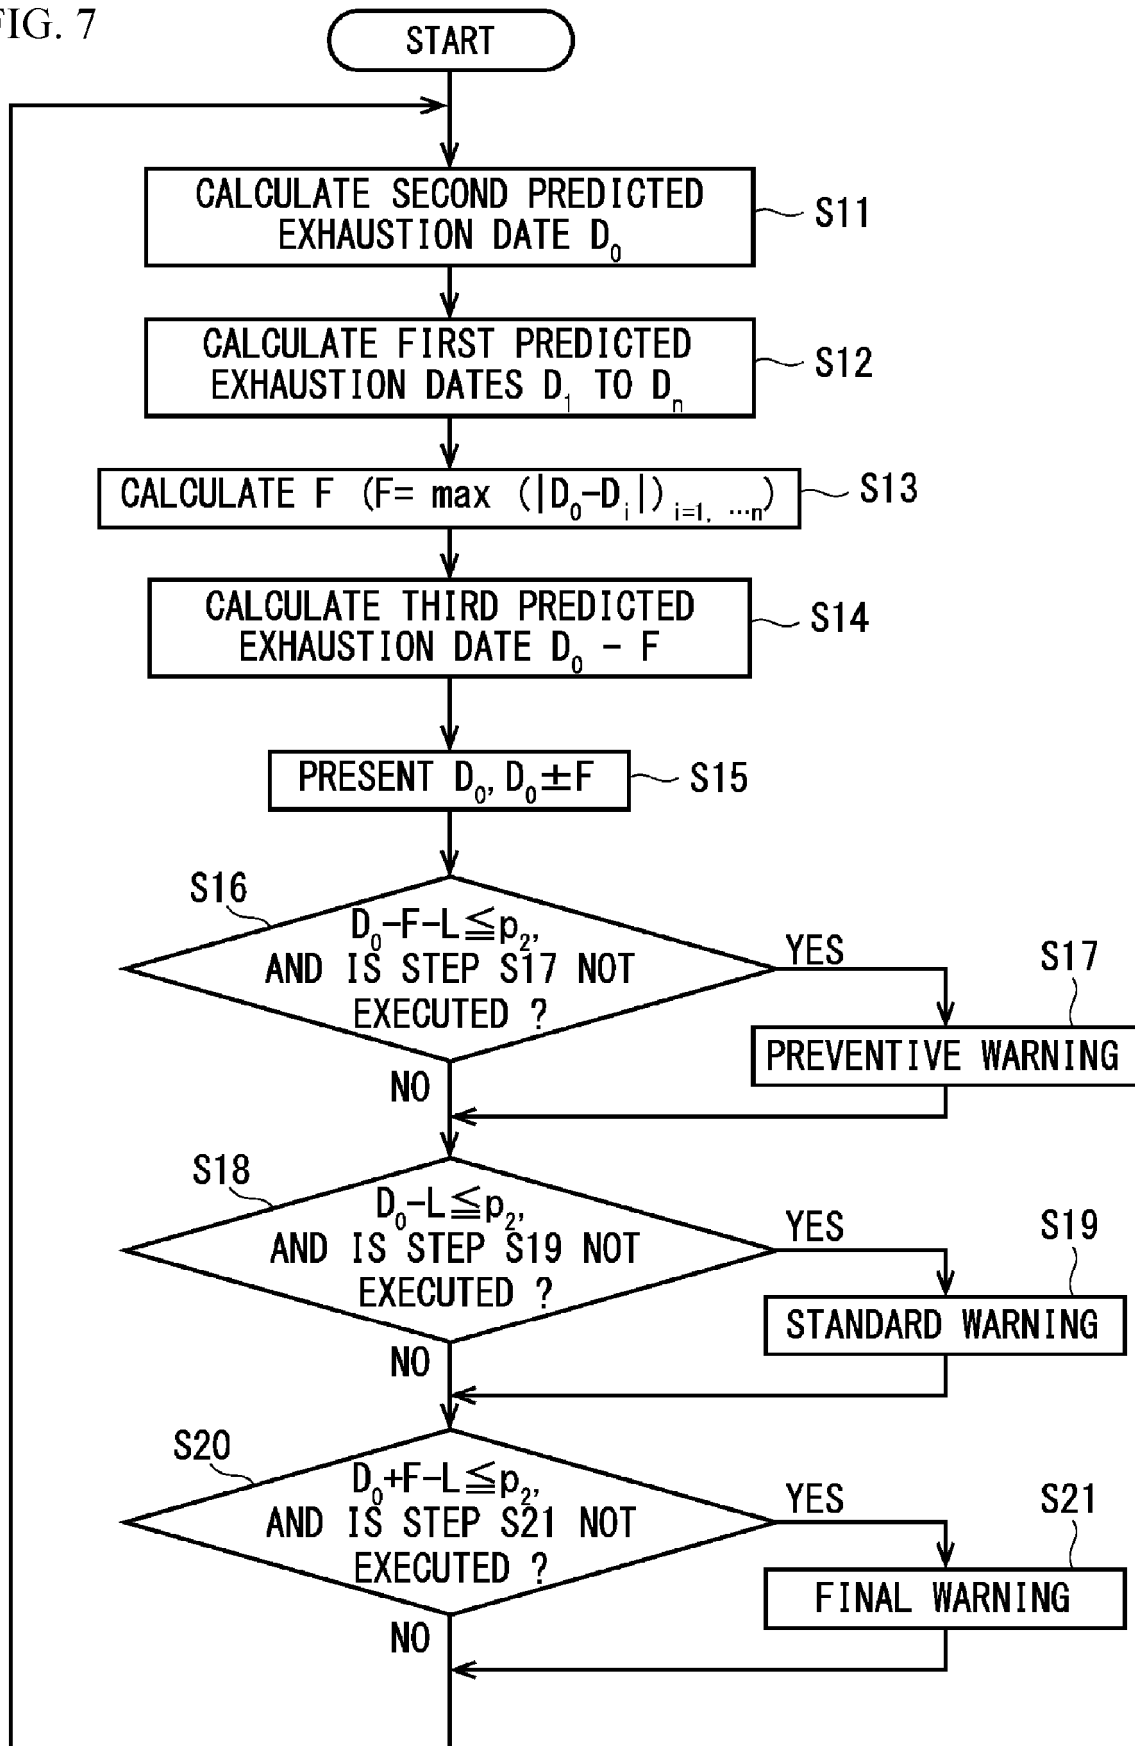 FIG. 7
START
CALCULATE SECOND PREDICTED
EXHAUSTION DATE D₀
S11
CALCULATE FIRST PREDICTED
EXHAUSTION DATES D₁ TO Dₙ
S12
CALCULATE F (F= max (|D₀-Dᵢ|)ᵢ₌₁, …ₙ)
S13
CALCULATE THIRD PREDICTED
EXHAUSTION DATE D₀ - F
S14
PRESENT D₀, D₀±F
S15
S16
D₀-F-L≦p₂,
AND IS STEP S17 NOT
EXECUTED ?
YES
NO
S17
PREVENTIVE WARNING
S18
D₀-L≦p₂,
AND IS STEP S19 NOT
EXECUTED ?
YES
NO
S19
STANDARD WARNING
S20
D₀+F-L≦p₂,
AND IS STEP S21 NOT
EXECUTED ?
YES
NO
S21
FINAL WARNING